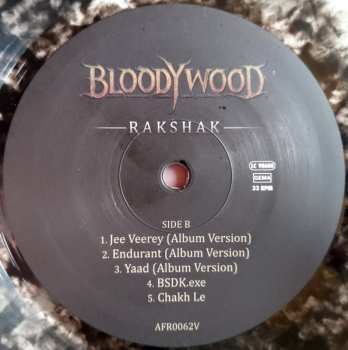 BLOODYWOOD
RAKSHAK
GEMA
33 RPM
SIDE B
1. Jee Veerey (Album Version)
2. Endurant (Album Version)
3. Yaad (Album Version)
4. BSDK.exe
5. Chakh Le
AFR0062V